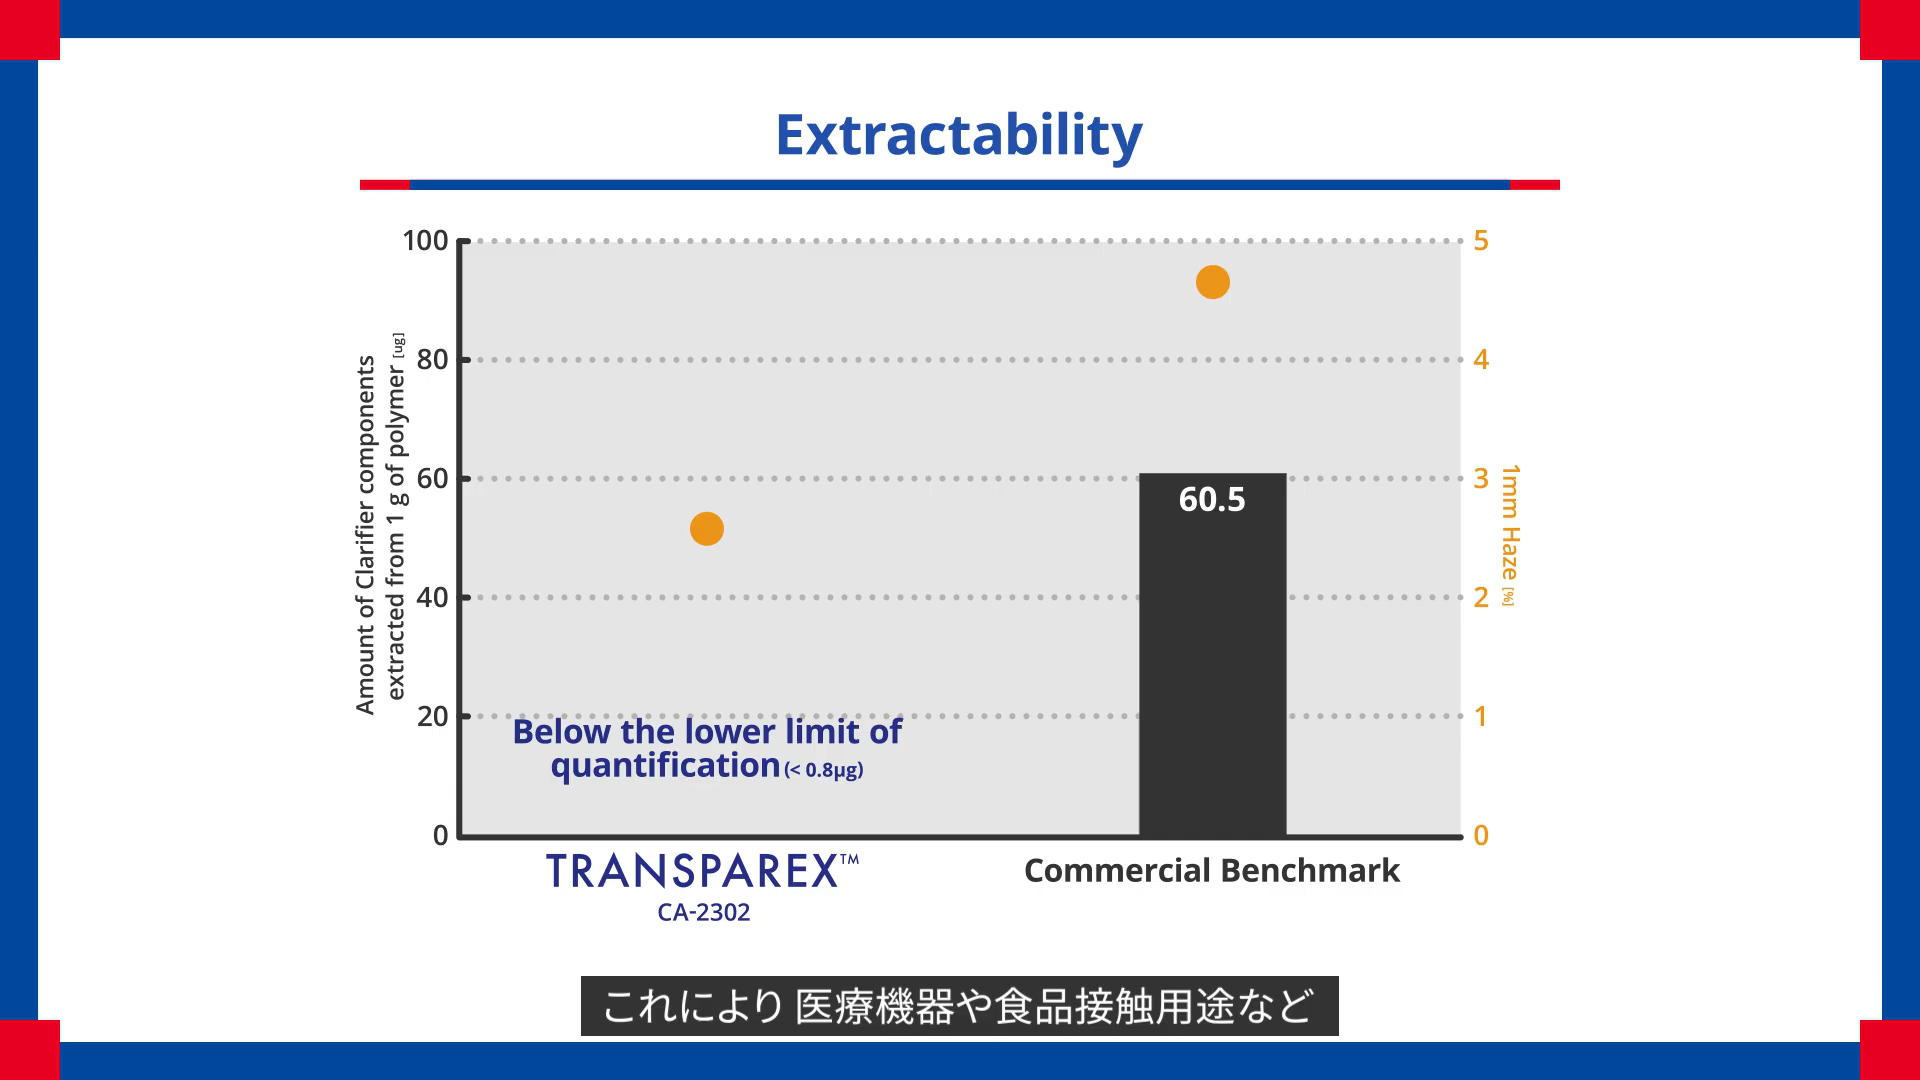 Extractability
Amount of Clarifier components
extracted from 1 g of polymer [ug]
100
80
60
40
20
0
5
4
3
2
1
0
1mm Haze [%]
60.5
Below the lower limit of
quantification (< 0.8µg)
TRANSPAREX™
CA-2302
Commercial Benchmark
これにより 医療機器や食品接触用途など